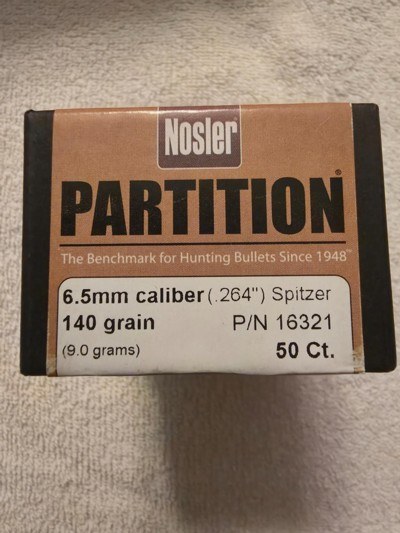 Nosler®
PARTITION®
The Benchmark for Hunting Bullets Since 1948™
6.5mm caliber (.264") Spitzer
140 grain P/N 16321
(9.0 grams) 50 Ct.